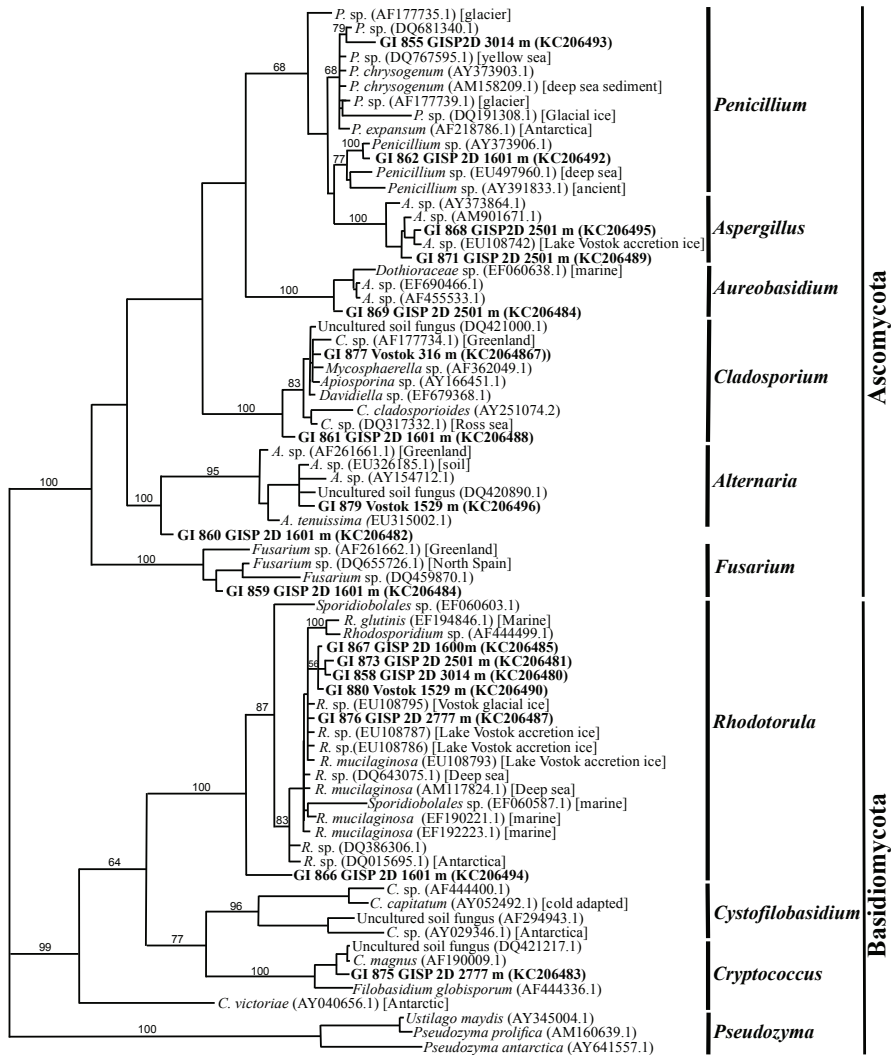 P. sp. (AF177735.1) [glacier]
79
P. sp. (DQ681340.1)
GI 855 GISP2D 3014 m (KC206493)
68
68
P. sp. (DQ767595.1) [yellow sea]
P. chrysogenum (AY373903.1)
P. chrysogenum (AM158209.1) [deep sea sediment]
P. sp. (AF177739.1) [glacier]
P. sp. (DQ191308.1) [Glacial ice]
P. expansum (AF218786.1) [Antarctica]
Penicillium
100
Penicillium sp. (AY373906.1)
GI 862 GISP 2D 1601 m (KC206492)
77
Penicillium sp. (EU497960.1) [deep sea]
Penicillium sp. (AY391833.1) [ancient]
A. sp. (AY373864.1)
100
A. sp. (AM901671.1)
GI 868 GISP2D 2501 m (KC206495)
A. sp. (EU108742) [Lake Vostok accretion ice]
GI 871 GISP 2D 2501 m (KC206489)
Aspergillus
Dothioraceae sp. (EF060638.1) [marine]
100
A. sp. (EF690466.1)
A. sp. (AF455533.1)
GI 869 GISP 2D 2501 m (KC206484)
Aureobasidium
Uncultured soil fungus (DQ421000.1)
C. sp. (AF177734.1) [Greenland]
GI 877 Vostok 316 m (KC2064867))
Mycosphaerella sp. (AF362049.1)
Apiosporina sp. (AY166451.1)
83
Davidiella sp. (EF679368.1)
C. cladosporioides (AY251074.2)
100
C. sp. (DQ317332.1) [Ross sea]
GI 861 GISP 2D 1601 m (KC206488)
Cladosporium
Ascomycota
A. sp. (AF261661.1) [Greenland]
95
A. sp. (EU326185.1) [soil]
A. sp. (AY154712.1)
100
Uncultured soil fungus (DQ420890.1)
100
GI 879 Vostok 1529 m (KC206496)
A. tenuissima (EU315002.1)
GI 860 GISP 2D 1601 m (KC206482)
Alternaria
Fusarium sp. (AF261662.1) [Greenland]
100
Fusarium sp. (DQ655726.1) [North Spain]
Fusarium sp. (DQ459870.1)
GI 859 GISP 2D 1601 m (KC206484)
Fusarium
Sporidiobolales sp. (EF060603.1)
R. glutinis (EF194846.1) [Marine]
100
Rhodosporidium sp. (AF444499.1)
GI 867 GISP 2D 1600m (KC206485)
56
GI 873 GISP 2D 2501 m (KC206481)
GI 858 GISP 2D 3014 m (KC206480)
GI 880 Vostok 1529 m (KC206490)
87
R. sp. (EU108795) [Vostok glacial ice]
GI 876 GISP 2D 2777 m (KC206487)
R. sp. (EU108787) [Lake Vostok accretion ice]
R. sp.(EU108786) [Lake Vostok accretion ice]
R. mucilaginosa (EU108793) [Lake Vostok accretion ice]
R. sp. (DQ643075.1) [Deep sea]
100
R. mucilaginosa (AM117824.1) [Deep sea]
Sporidiobolales sp. (EF060587.1) [marine]
R. mucilaginosa (EF190221.1) [marine]
83
R. mucilaginosa (EF192223.1) [marine]
R. sp. (DQ386306.1)
R. sp. (DQ015695.1) [Antarctica]
GI 866 GISP 2D 1601 m (KC206494)
Rhodotorula
64
C. sp. (AF444400.1)
96
C. capitatum (AY052492.1) [cold adapted]
Uncultured soil fungus (AF294943.1)
C. sp. (AY029346.1) [Antarctica]
Cystofilobasidium
77
99
Uncultured soil fungus (DQ421217.1)
C. magnus (AF190009.1)
100
GI 875 GISP 2D 2777 m (KC206483)
Filobasidium globisporum (AF444336.1)
C. victoriae (AY040656.1) [Antarctic]
Cryptococcus
Basidiomycota
Ustilago maydis (AY345004.1)
100
Pseudozyma prolifica (AM160639.1)
Pseudozyma antarctica (AY641557.1)
Pseudozyma